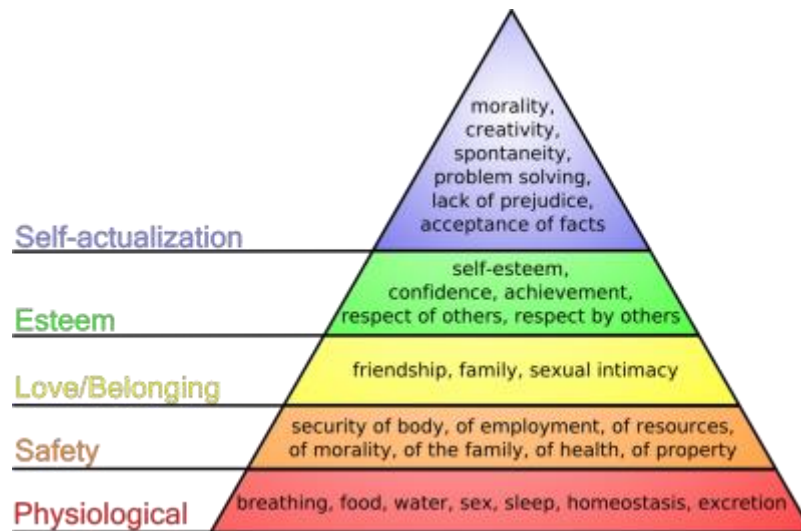 morality,
creativity,
spontaneity,
problem solving,
lack of prejudice,
acceptance of facts
Self-actualization
self-esteem,
confidence, achievement,
respect of others, respect by others
Esteem
friendship, family, sexual intimacy
Love/Belonging
security of body, of employment, of resources,
of morality, of the family, of health, of property
Safety
breathing, food, water, sex, sleep, homeostasis, excretion
Physiological